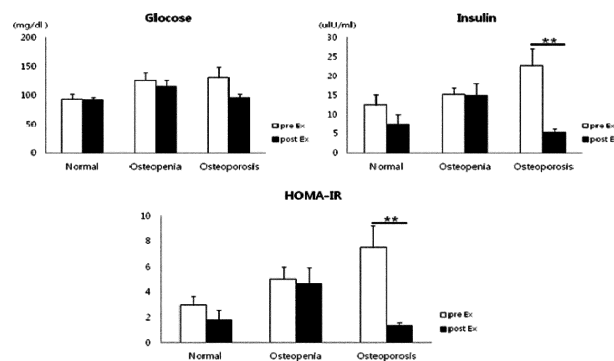 Glocose
(mg/dl)
200
150
100
50
0
pre Ex
post Ex
Normal
Osteopenia
Osteoporosis
Insulin
(uIU/ml)
30
25
20
15
10
5
0
**
pre Ex
post Ex
Normal
Osteopenia
Osteoporosis
HOMA-IR
10
8
6
4
2
0
**
pre Ex
post Ex
Normal
Osteopenia
Osteoporosis